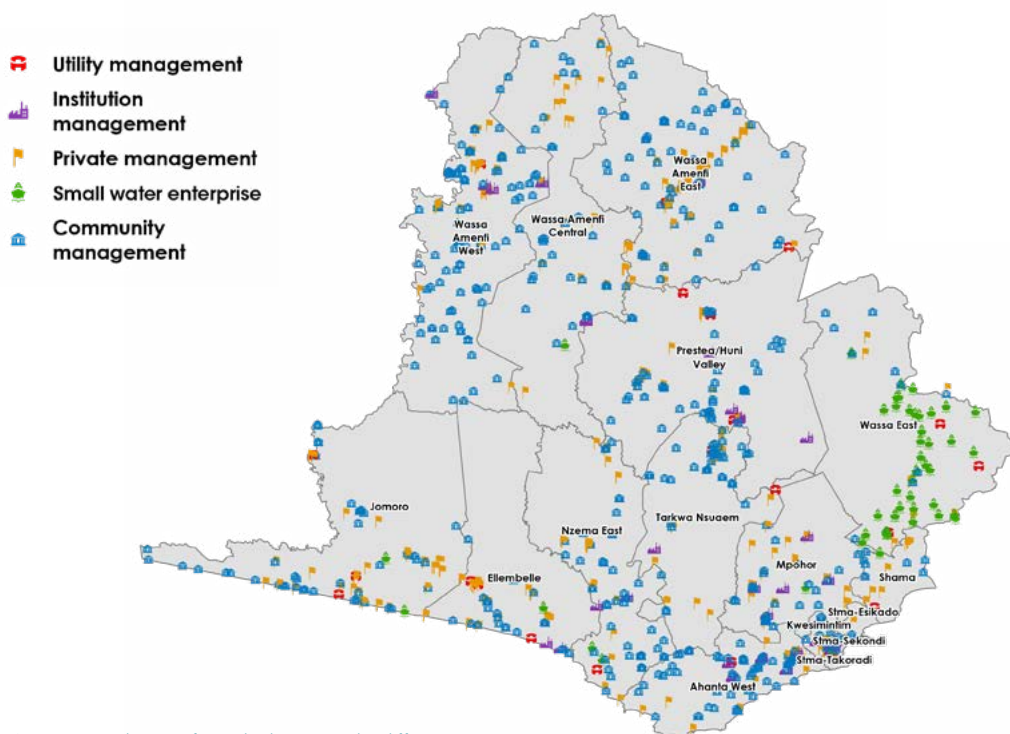 Utility management
Institution
management
Private management
Small water enterprise
Community
management
Wassa
Amenfi
East
Wassa Amenfi
Central
Wassa
Amenfi
West
Prestea/Huni
Valley
Wassa East
Jomoro
Nzema East
Tarkwa Nsuaem
Ellembelle
Mpohor
Shama
Stma-Esikado
Kwesimintim
Stma-Sekondi
Stma-Takoradi
Ahanta West